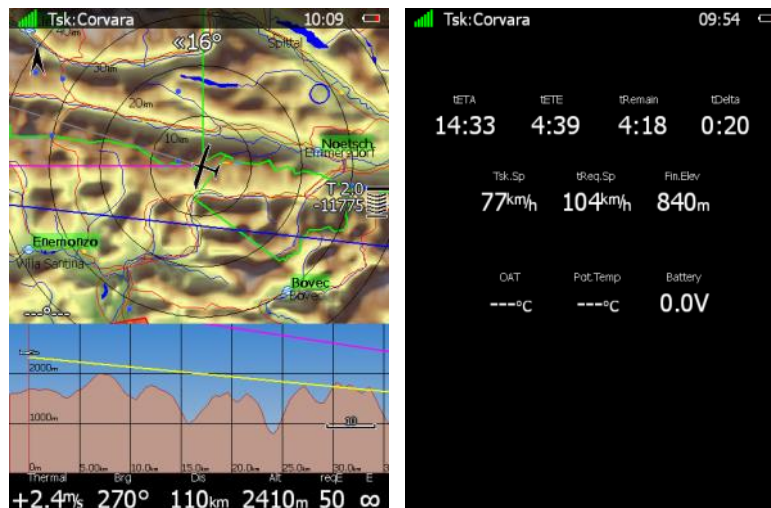 Tsk:Corvara 10:09
40km
«16°
Spittal
30km
20km
10km
Noetsch
Emmersdorf
T 2.0
-11775
Enemonzo
Villa Santina
Bovec
Bovec
---°---
2000m
1000m
10
0m 5.00km 10.0km 15.0km 20.0km 25.0km 30.0km
Thermal Brg Dis Alt reqE E
+2.4m/s 270° 110km 2410m 50 ∞
Tsk:Corvara 09:54
tETA tETE tRemain tDelta
14:33 4:39 4:18 0:20
Tsk.Sp tReq.Sp Fin.Elev
77km/h 104km/h 840m
OAT Pot.Temp Battery
---°C ---°C 0.0V